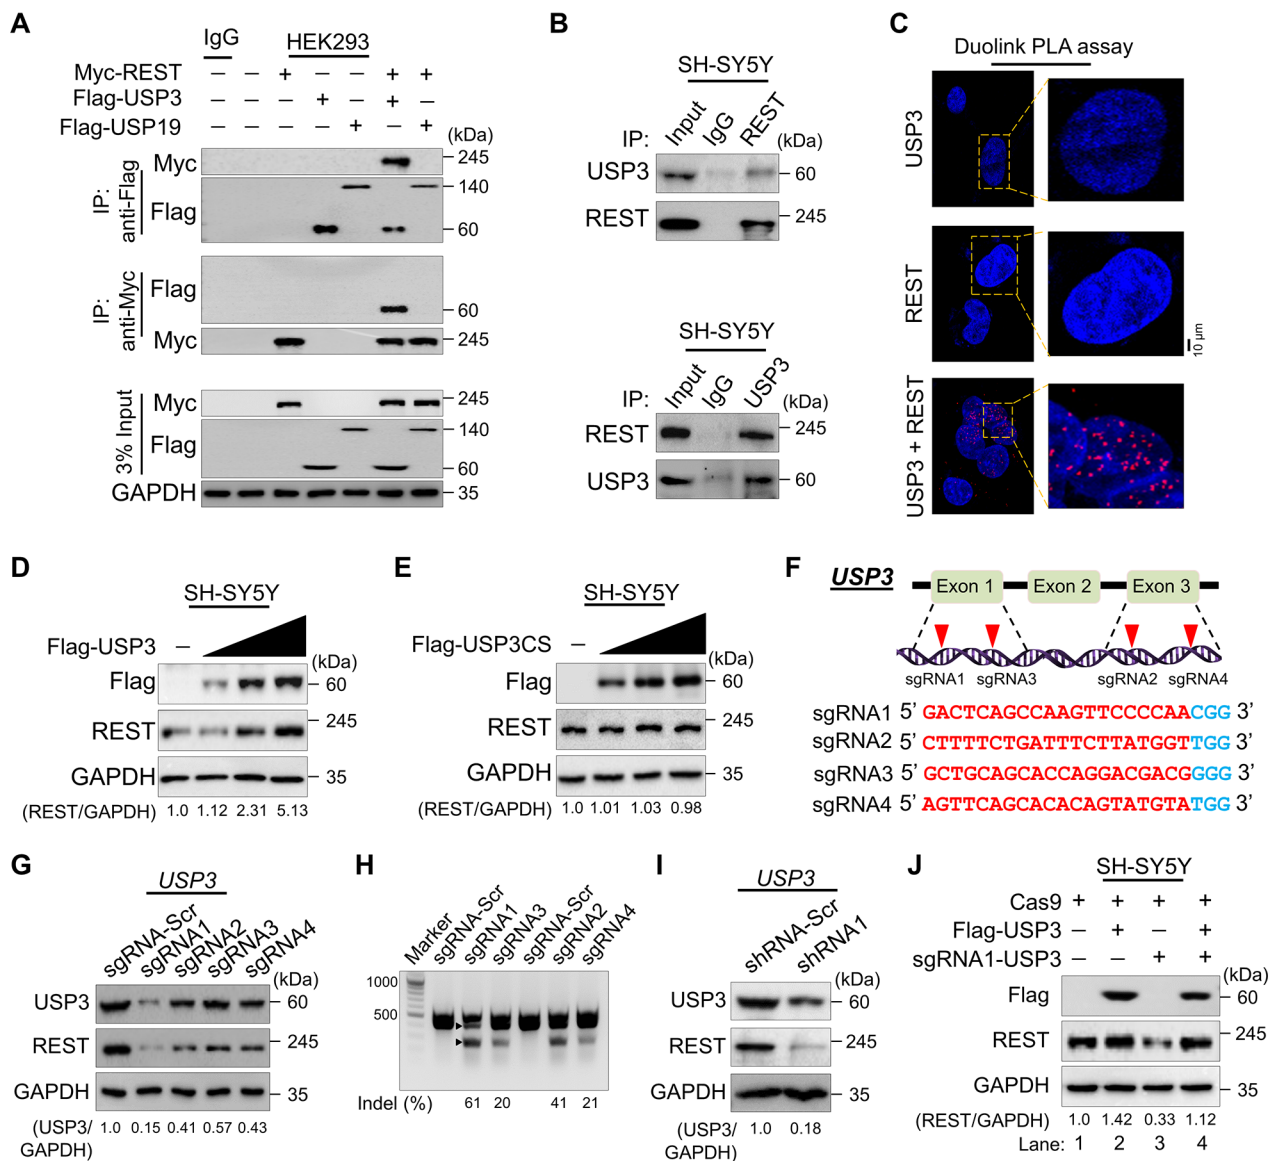 A
IgG
HEK293
Myc-REST – – + – – + +
Flag-USP3 – – – + – + –
Flag-USP19 – – – – + – +
(kDa)
IP: anti-Flag
Myc
245
Flag
140
60
IP: anti-Myc
Flag
60
Myc
245
3% Input
Myc
245
Flag
140
60
GAPDH
35
B
SH-SY5Y
IP: Input IgG REST (kDa)
USP3 60
REST 245
SH-SY5Y
IP: Input IgG USP3 (kDa)
REST 245
USP3 60
C
Duolink PLA assay
USP3
REST
10 µm
USP3 + REST
D
SH-SY5Y
Flag-USP3 –
(kDa)
Flag 60
REST 245
GAPDH 35
(REST/GAPDH) 1.0 1.12 2.31 5.13
E
SH-SY5Y
Flag-USP3CS –
(kDa)
Flag 60
REST 245
GAPDH 35
(REST/GAPDH) 1.0 1.01 1.03 0.98
F
USP3
Exon 1 Exon 2 Exon 3
sgRNA1 sgRNA3 sgRNA2 sgRNA4
sgRNA1 5’ GACTCAGCCAAGTTCCCCAACGG 3’
sgRNA2 5’ CTTTTCTGATTTCTTATGGTTGG 3’
sgRNA3 5’ GCTGCAGCACCAGGACGACGGGG 3’
sgRNA4 5’ AGTTCAGCACACAGTATGTATGG 3’
G
USP3
sgRNA-Scr sgRNA1 sgRNA2 sgRNA3 sgRNA4
(kDa)
USP3 60
REST 245
GAPDH 35
(USP3/ 1.0 0.15 0.41 0.57 0.43
GAPDH)
H
Marker sgRNA-Scr sgRNA1 sgRNA3 sgRNA-Scr sgRNA2 sgRNA4
1000
500
Indel (%) 61 20 41 21
I
USP3
shRNA-Scr shRNA1
(kDa)
USP3 60
REST 245
GAPDH 35
(USP3/ 1.0 0.18
GAPDH)
J
SH-SY5Y
Cas9 + + + +
Flag-USP3 – + – +
sgRNA1-USP3 – – + +
(kDa)
Flag 60
REST 245
GAPDH 35
(REST/GAPDH) 1.0 1.42 0.33 1.12
Lane: 1 2 3 4